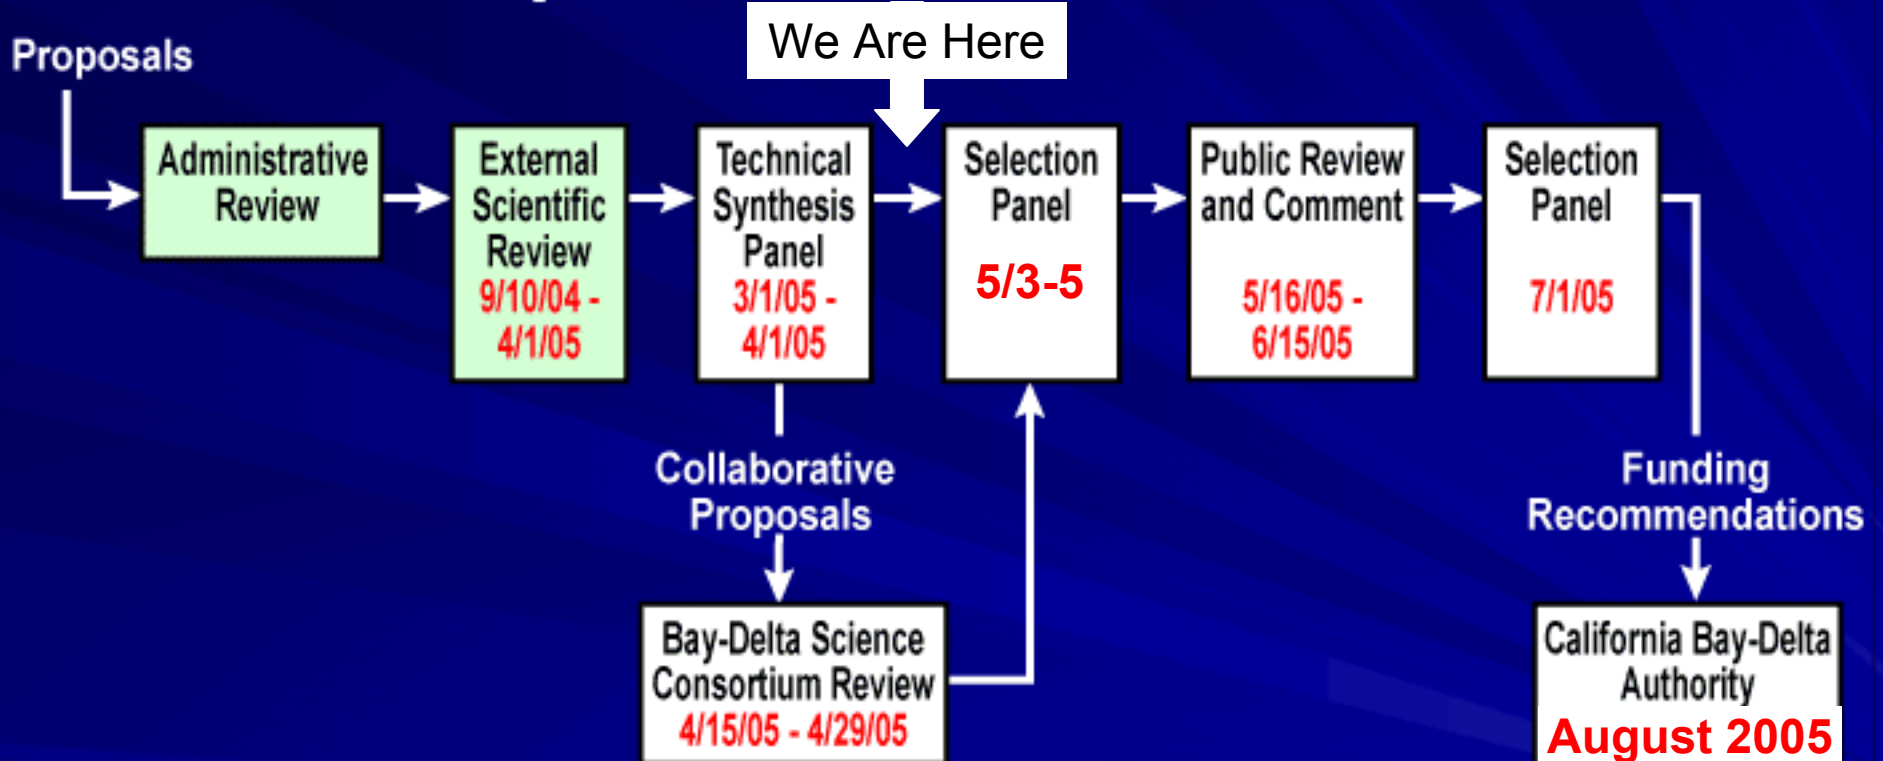 We Are Here
Proposals
Administrative
Review
External
Scientific
Review
9/10/04 -
4/1/05
Technical
Synthesis
Panel
3/1/05 -
4/1/05
Selection
Panel
5/3-5
Public Review
and Comment
5/16/05 -
6/15/05
Selection
Panel
7/1/05
Collaborative
Proposals
Funding
Recommendations
Bay-Delta Science
Consortium Review
4/15/05 - 4/29/05
California Bay-Delta
Authority
August 2005